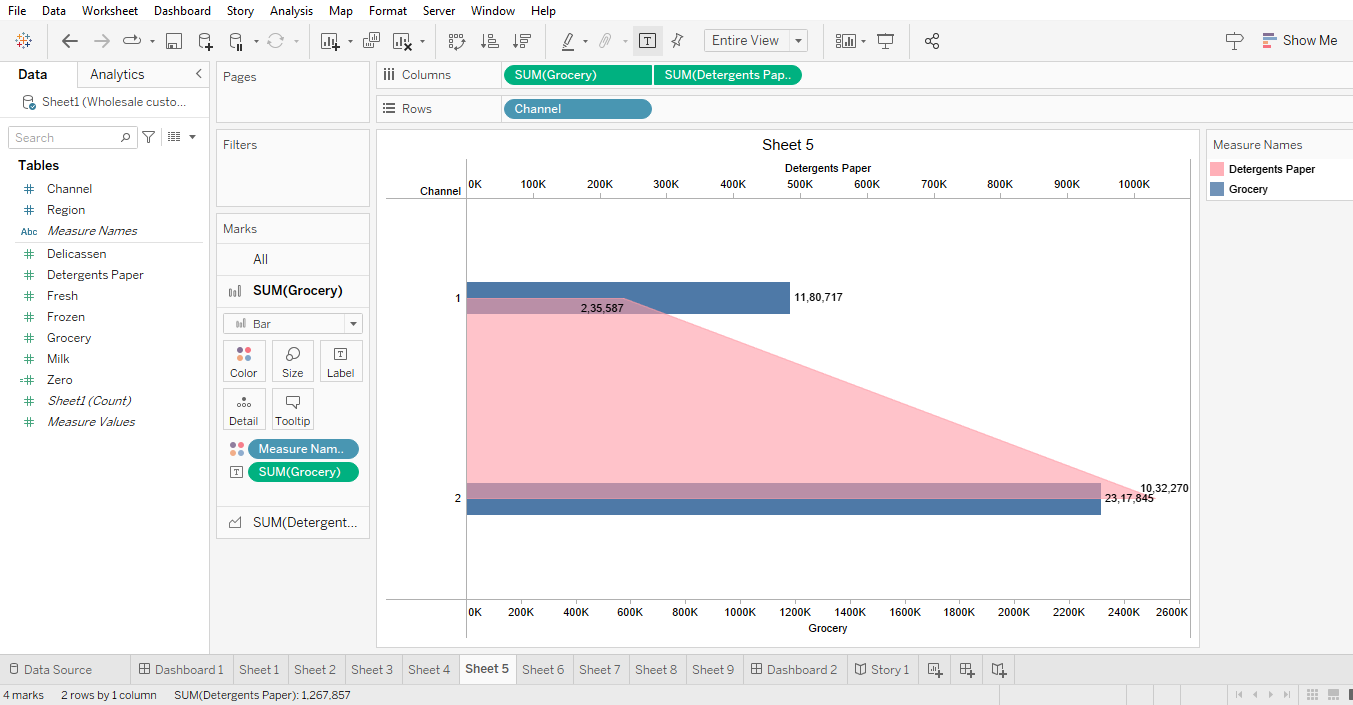 File Data Worksheet Dashboard Story Analysis Map Format Server Window Help
Entire View
Show Me
Data Analytics
Sheet1 (Wholesale custo...
Search
Tables
Channel
Region
Abc Measure Names
Delicassen
Detergents Paper
Fresh
Frozen
Grocery
Milk
Zero
Sheet1 (Count)
Measure Values
Pages
Filters
Marks
All
SUM(Grocery)
Bar
Color Size Label
Detail Tooltip
Measure Nam..
SUM(Grocery)
SUM(Detergent...
Columns SUM(Grocery) SUM(Detergents Pap..
Rows Channel
Sheet 5
Detergents Paper
Channel 0K 100K 200K 300K 400K 500K 600K 700K 800K 900K 1000K
1 11,80,717
2,35,587
10,32,270
2 23,17,845
0K 200K 400K 600K 800K 1000K 1200K 1400K 1600K 1800K 2000K 2200K 2400K 2600K
Grocery
Measure Names
Detergents Paper
Grocery
Data Source Dashboard 1 Sheet 1 Sheet 2 Sheet 3 Sheet 4 Sheet 5 Sheet 6 Sheet 7 Sheet 8 Sheet 9 Dashboard 2 Story 1
4 marks 2 rows by 1 column SUM(Detergents Paper): 1,267,857